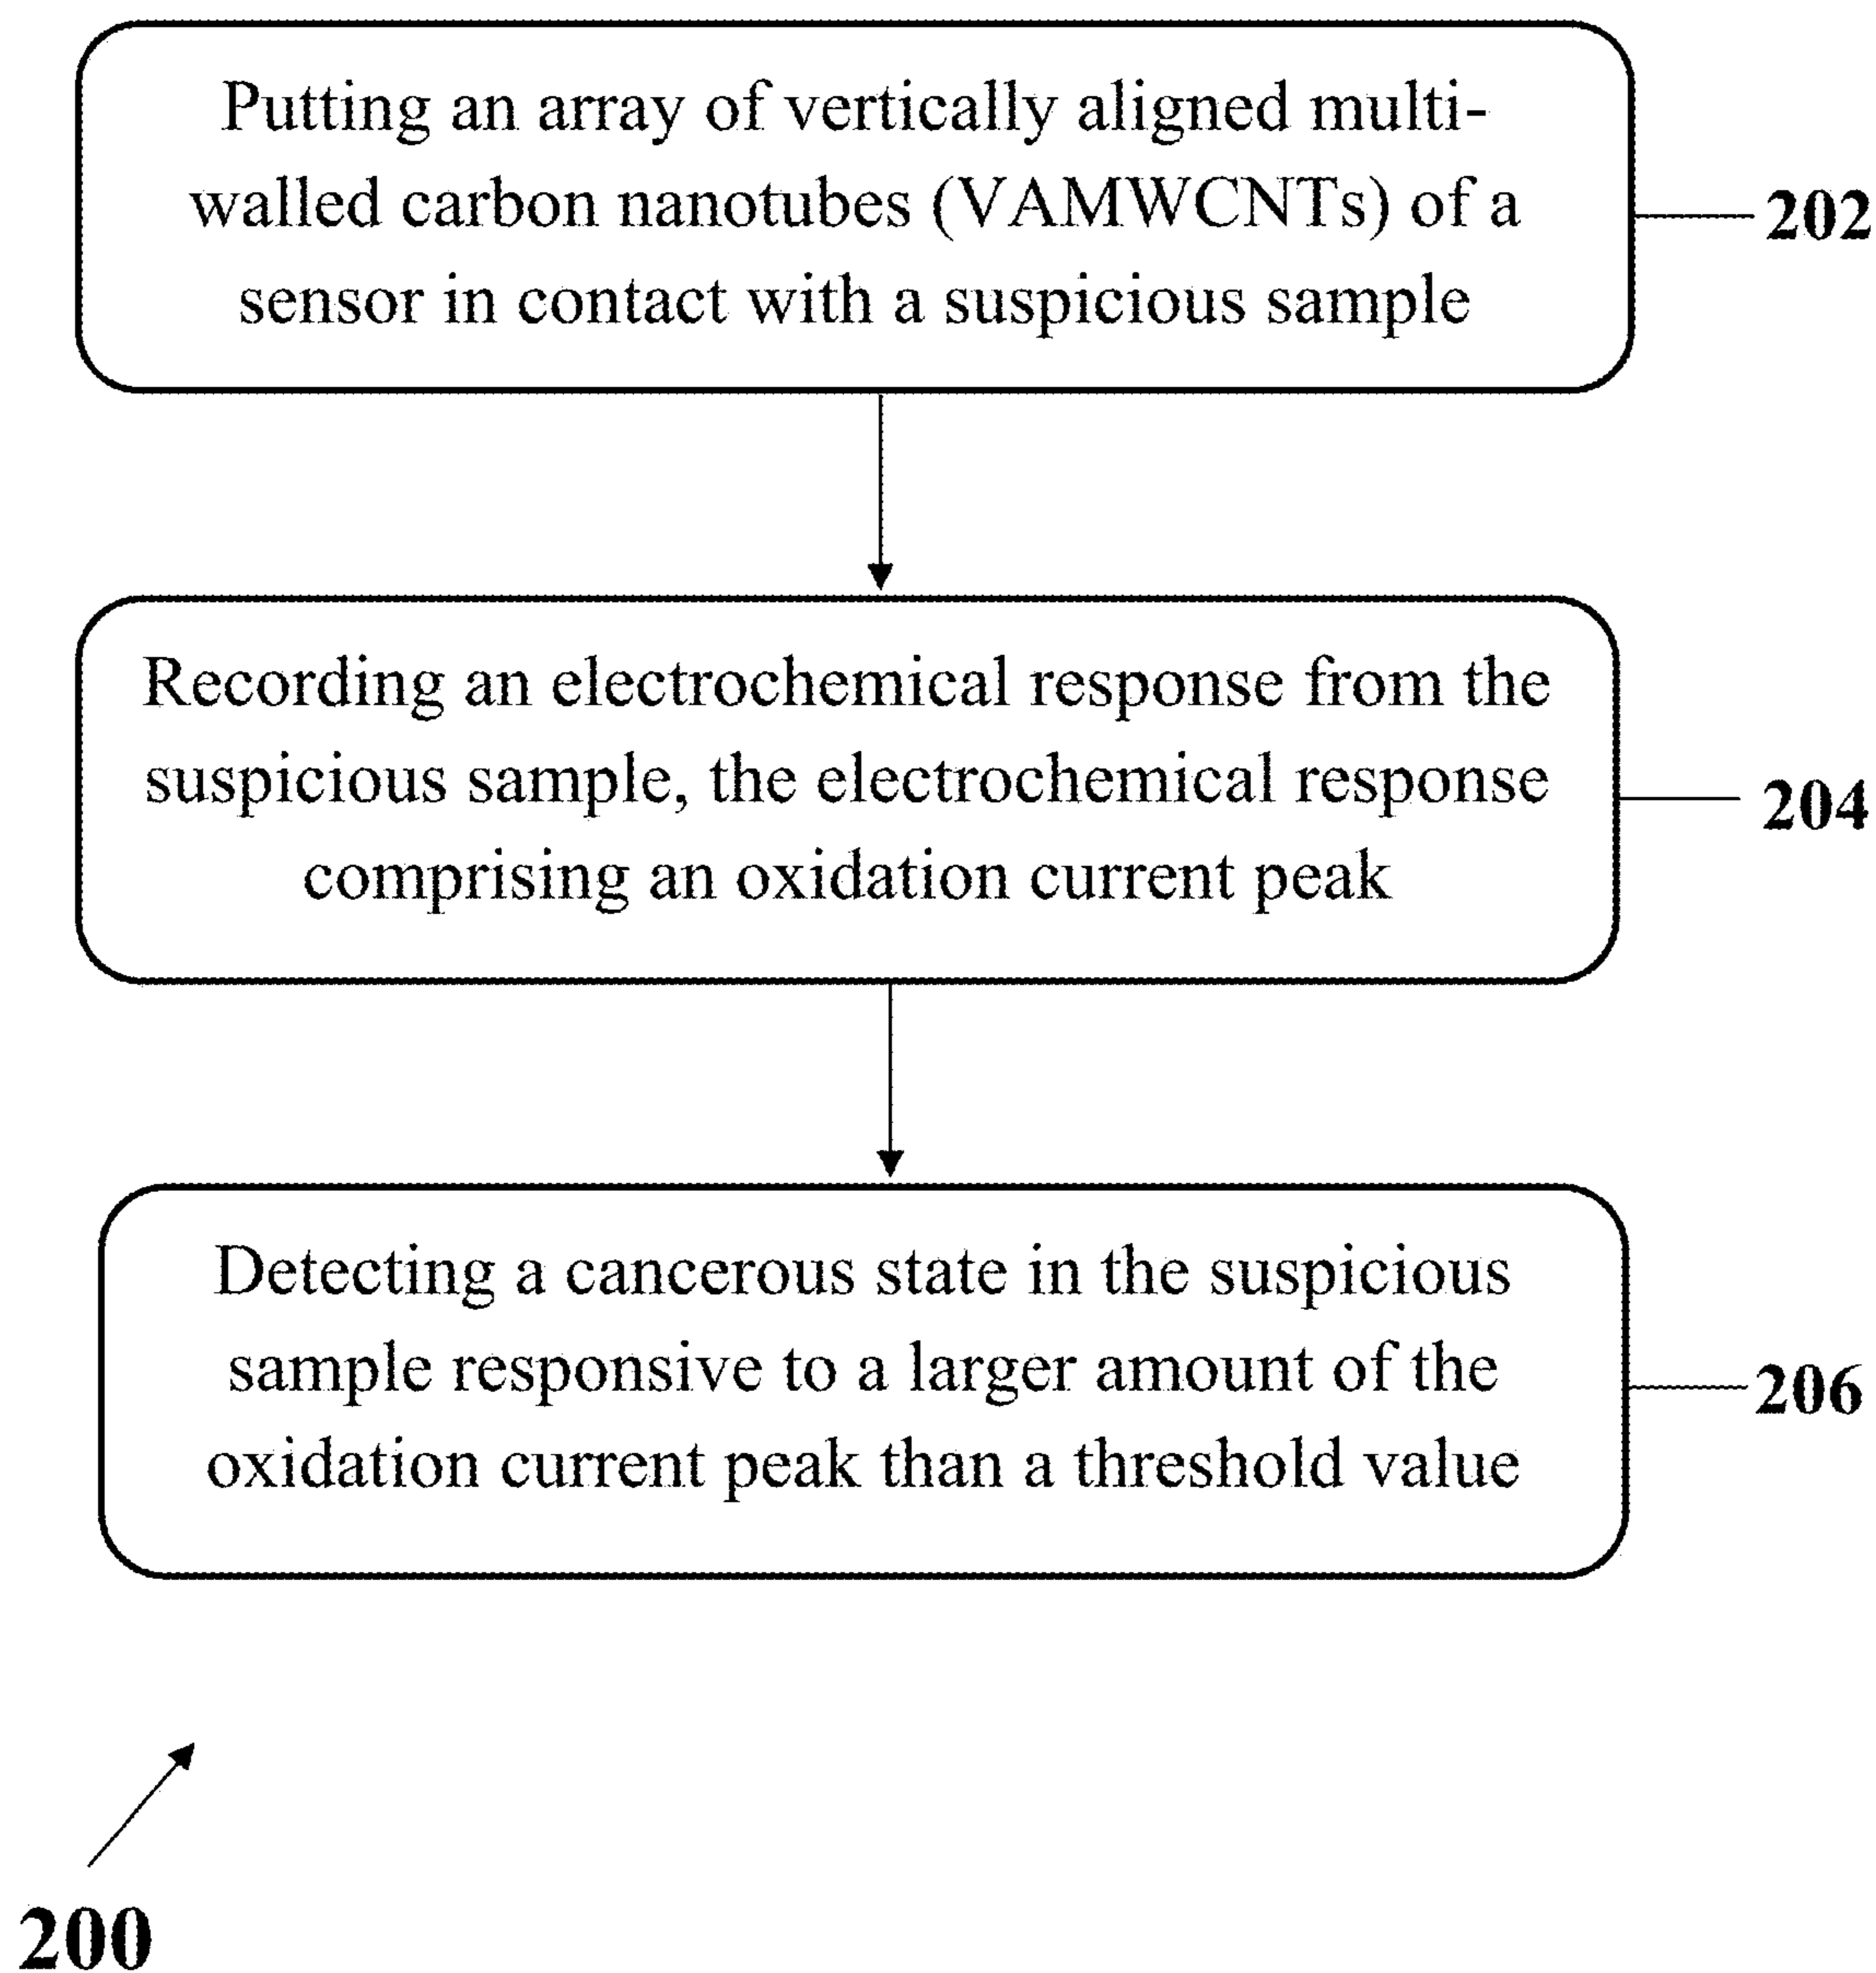 Putting an array of vertically aligned multi-
walled carbon nanotubes (VAMWCNTs) of a
sensor in contact with a suspicious sample
202
Recording an electrochemical response from the
suspicious sample, the electrochemical response
comprising an oxidation current peak
204
Detecting a cancerous state in the suspicious
sample responsive to a larger amount of the
oxidation current peak than a threshold value
206
200